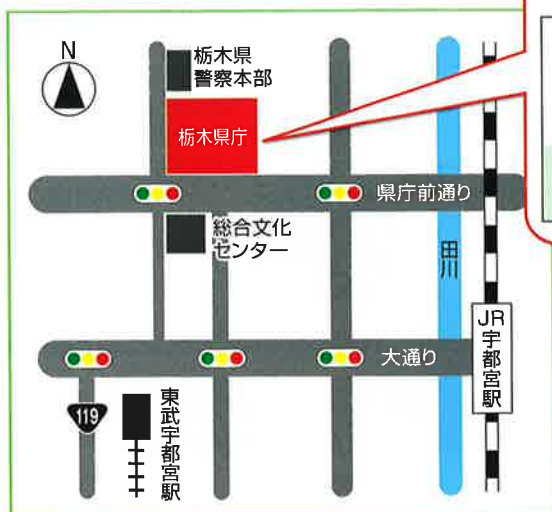 N
栃木県
警察本部
栃木県庁
県庁前通り
総合文化
センター
田川
JR宇都宮駅
大通り
119
東武宇都宮駅